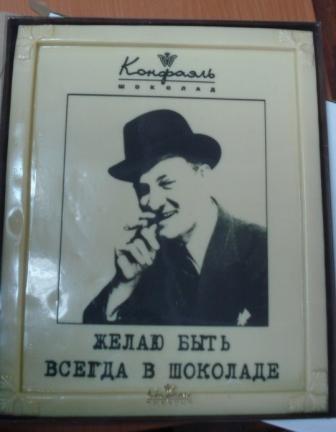 Конфаэль
ШОКОЛАД
ЖЕЛАЮ БЫТЬ
ВСЕГДА В ШОКОЛАДЕ